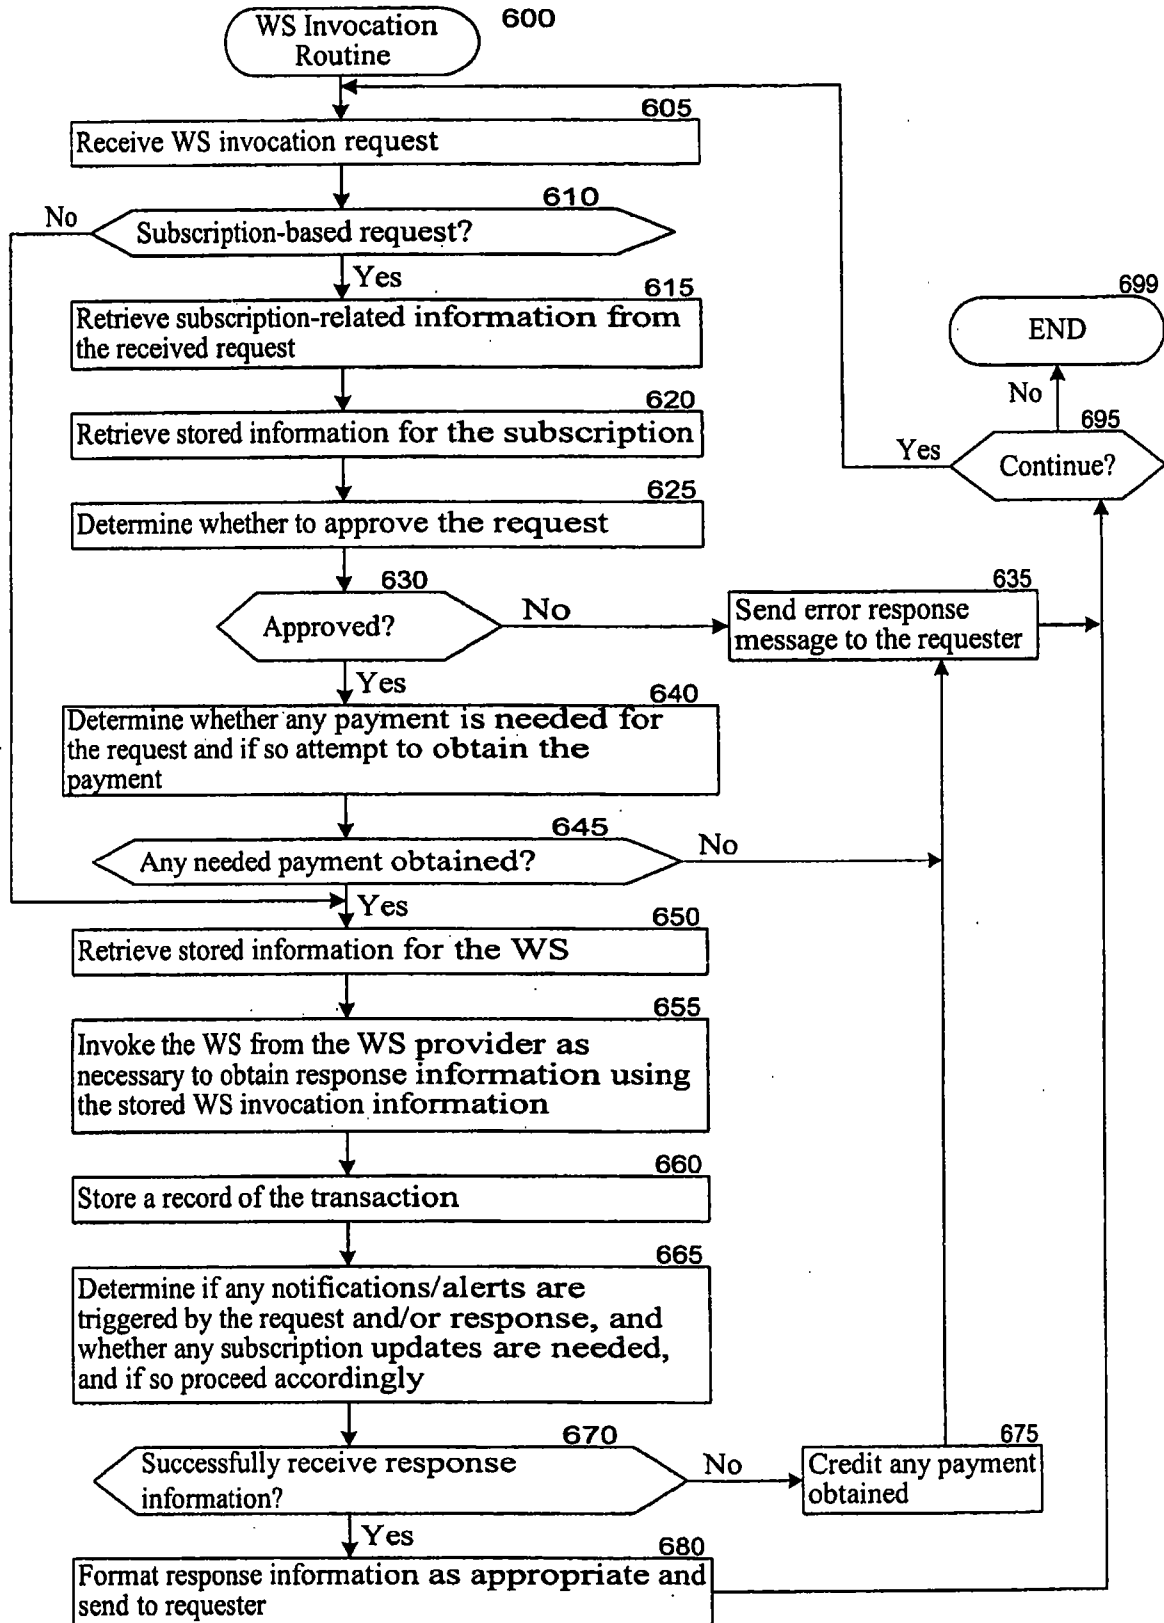 WS Invocation
Routine
600
605
Receive WS invocation request
610
No
Subscription-based request?
Yes
615
Retrieve subscription-related information from
the received request
699
END
620
Retrieve stored information for the subscription
No
695
Yes
Continue?
625
Determine whether to approve the request
630
Approved?
No
635
Send error response
message to the requester
Yes
640
Determine whether any payment is needed for
the request and if so attempt to obtain the
payment
645
Any needed payment obtained?
No
Yes
650
Retrieve stored information for the WS
655
Invoke the WS from the WS provider as
necessary to obtain response information using
the stored WS invocation information
660
Store a record of the transaction
665
Determine if any notifications/alerts are
triggered by the request and/or response, and
whether any subscription updates are needed,
and if so proceed accordingly
670
Successfully receive response
information?
No
675
Credit any payment
obtained
Yes
680
Format response information as appropriate and
send to requester